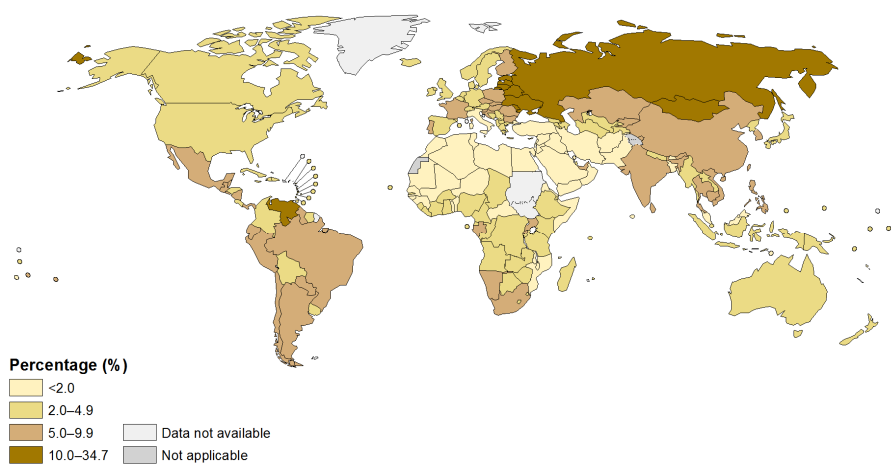 Percentage (%)
<2.0
2.0–4.9
5.0–9.9
10.0–34.7
Data not available
Not applicable